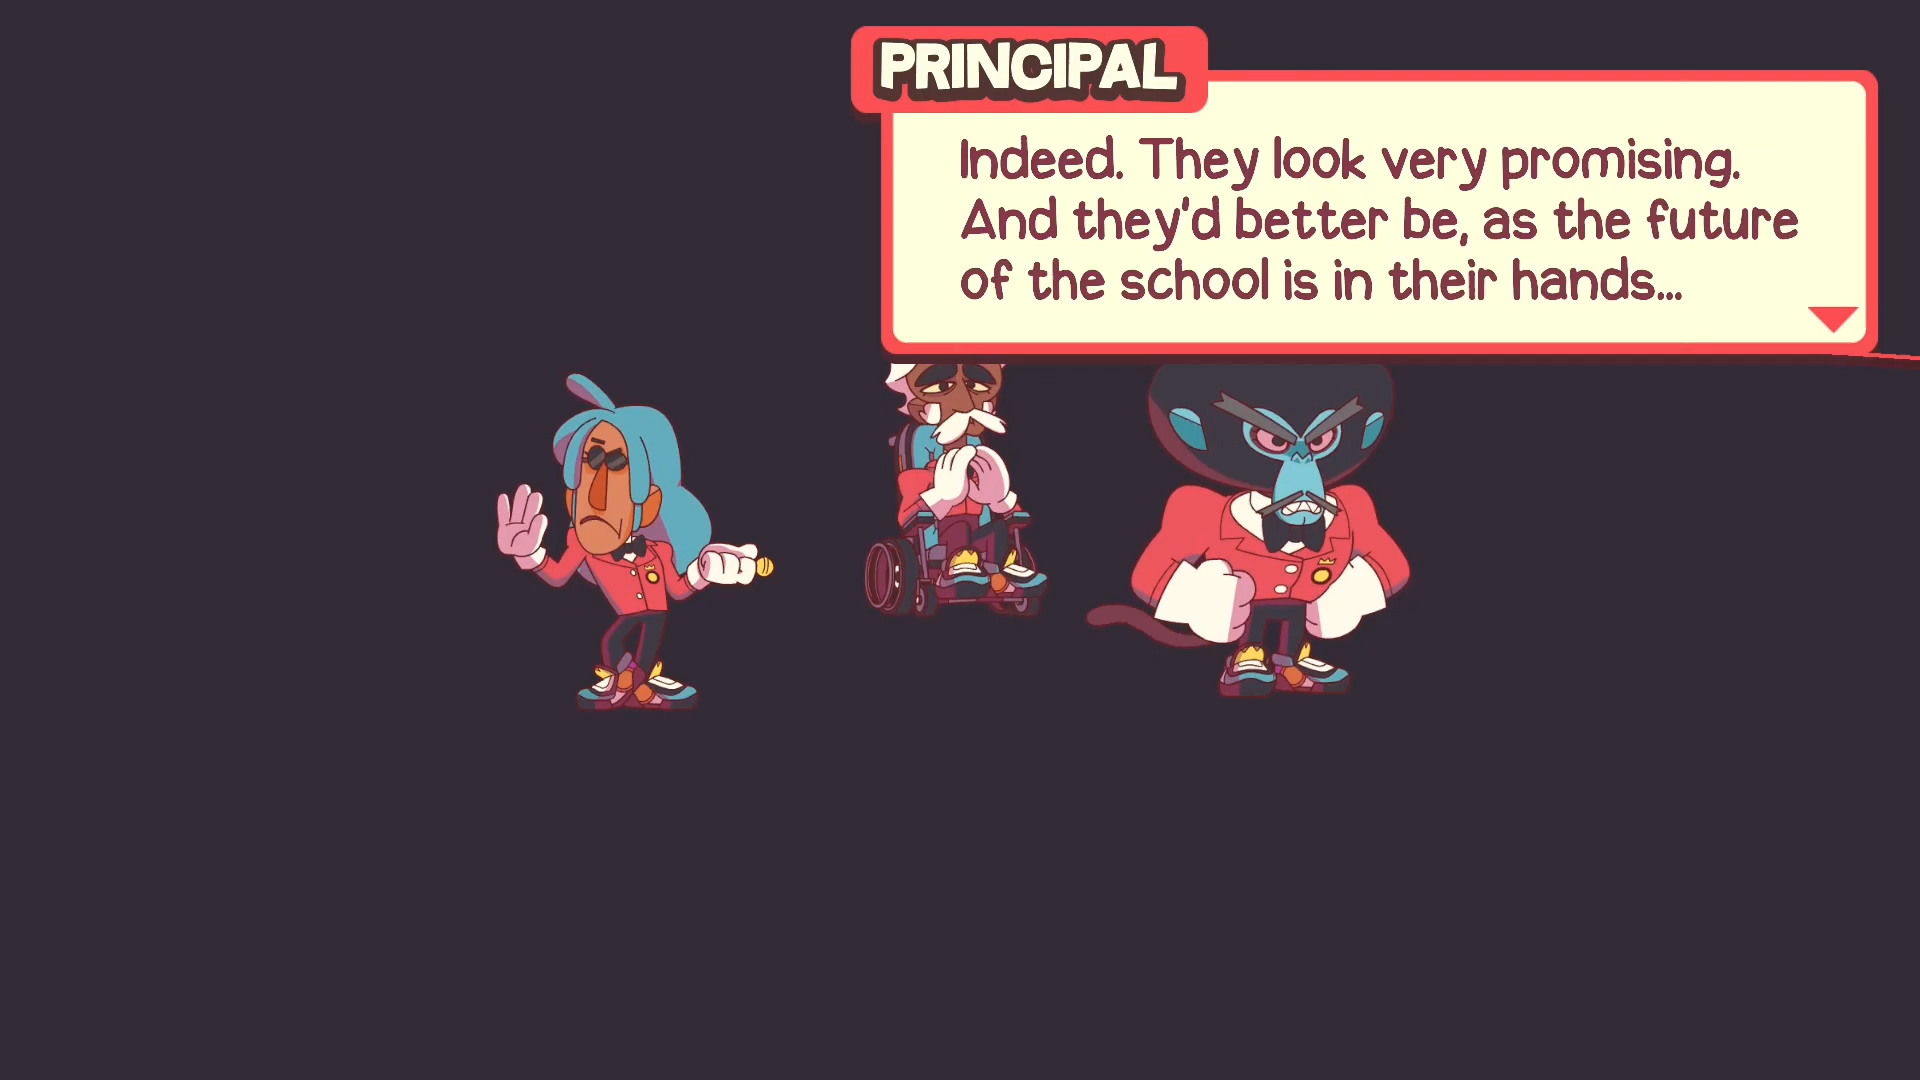 PRINCIPAL
Indeed. They look very promising.
And they'd better be, as the future
of the school is in their hands...